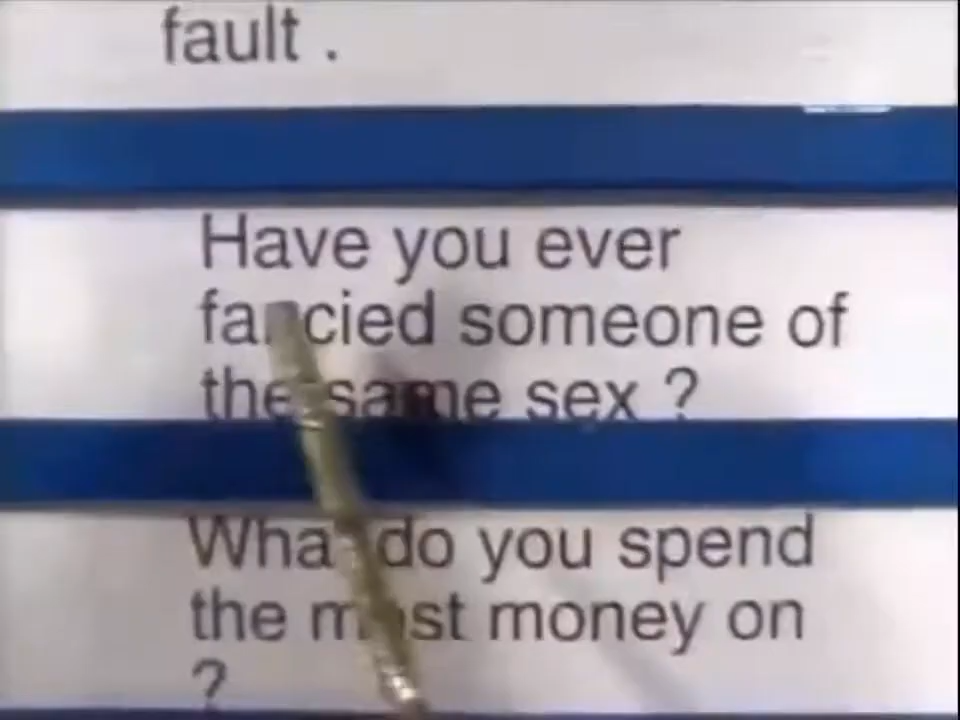 fault .
Have you ever
fancied someone of
the same sex ?
What do you spend
the most money on
?